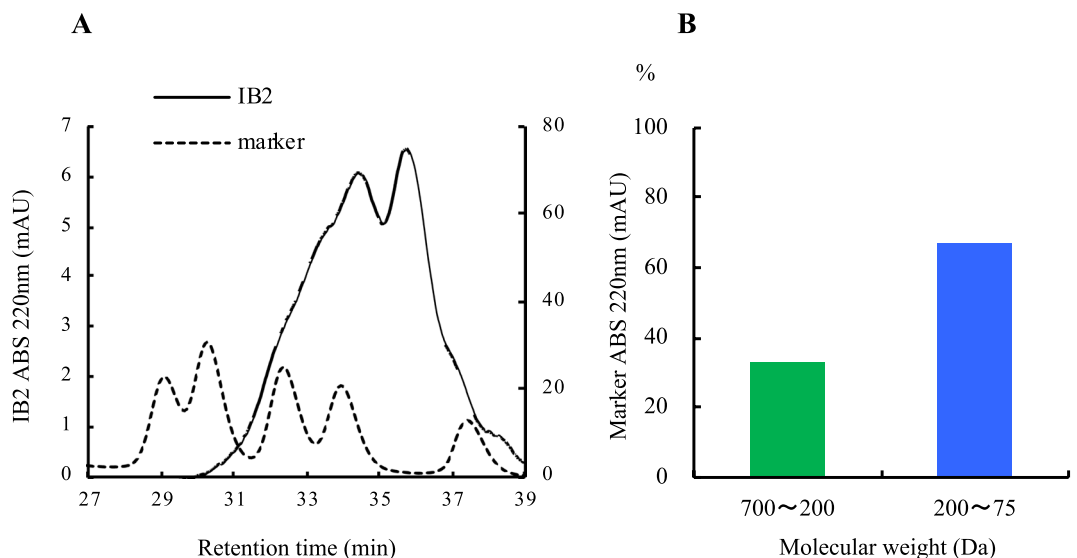 A
IB2
marker
7
6
5
4
3
2
1
0
IB2 ABS 220nm (mAU)
80
60
40
20
0
27 29 31 33 35 37 39
Retention time (min)
B
%
100
80
60
40
20
0
Marker ABS 220nm (mAU)
700～200 200～75
Molecular weight (Da)